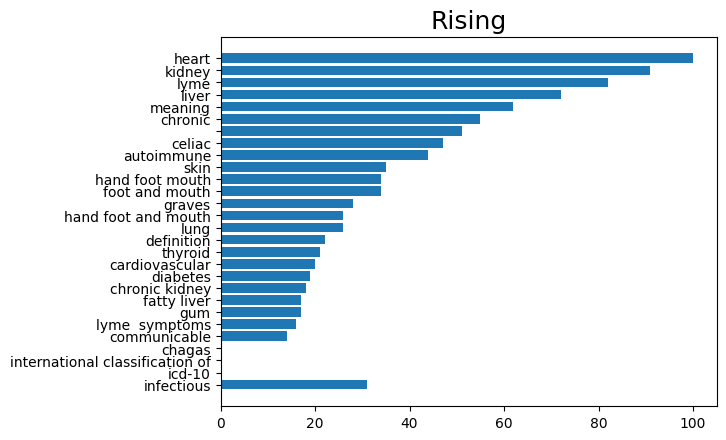 Rising
heart
kidney
lyme
liver
meaning
chronic
celiac
autoimmune
skin
hand foot mouth
foot and mouth
graves
hand foot and mouth
lung
definition
thyroid
cardiovascular
diabetes
chronic kidney
fatty liver
gum
lyme  symptoms
communicable
chagas
international classification of
icd-10
infectious
0 20 40 60 80 100